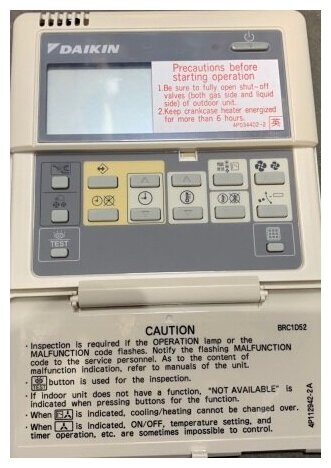 DAIKIN
Precautions before
starting operation
1.Be sure to fully open shut-off
valves (both gas side and liquid
side) of outdoor unit.
2.Keep crankcase heater energized
for more than 6 hours.
4PD34402-2 英
TEST
CAUTION
BRC1D52
· Inspection is required if the OPERATION lamp or the
MALFUNCTION code flashes. Notify the flashing MALFUNCTION
code to the service personnel. As to the content of
malfunction indication, refer to manuals of the unit.
· TEST button is used for the inspection.
· If indoor unit does not have a function, "NOT AVAILABLE" is
indicated when pressing buttons for the function.
· When is indicated, cooling/heating cannot be changed over.
· When is indicated, ON/OFF, temperature setting, and
timer operation, etc. are sometimes impossible to control.
4P112942-2A